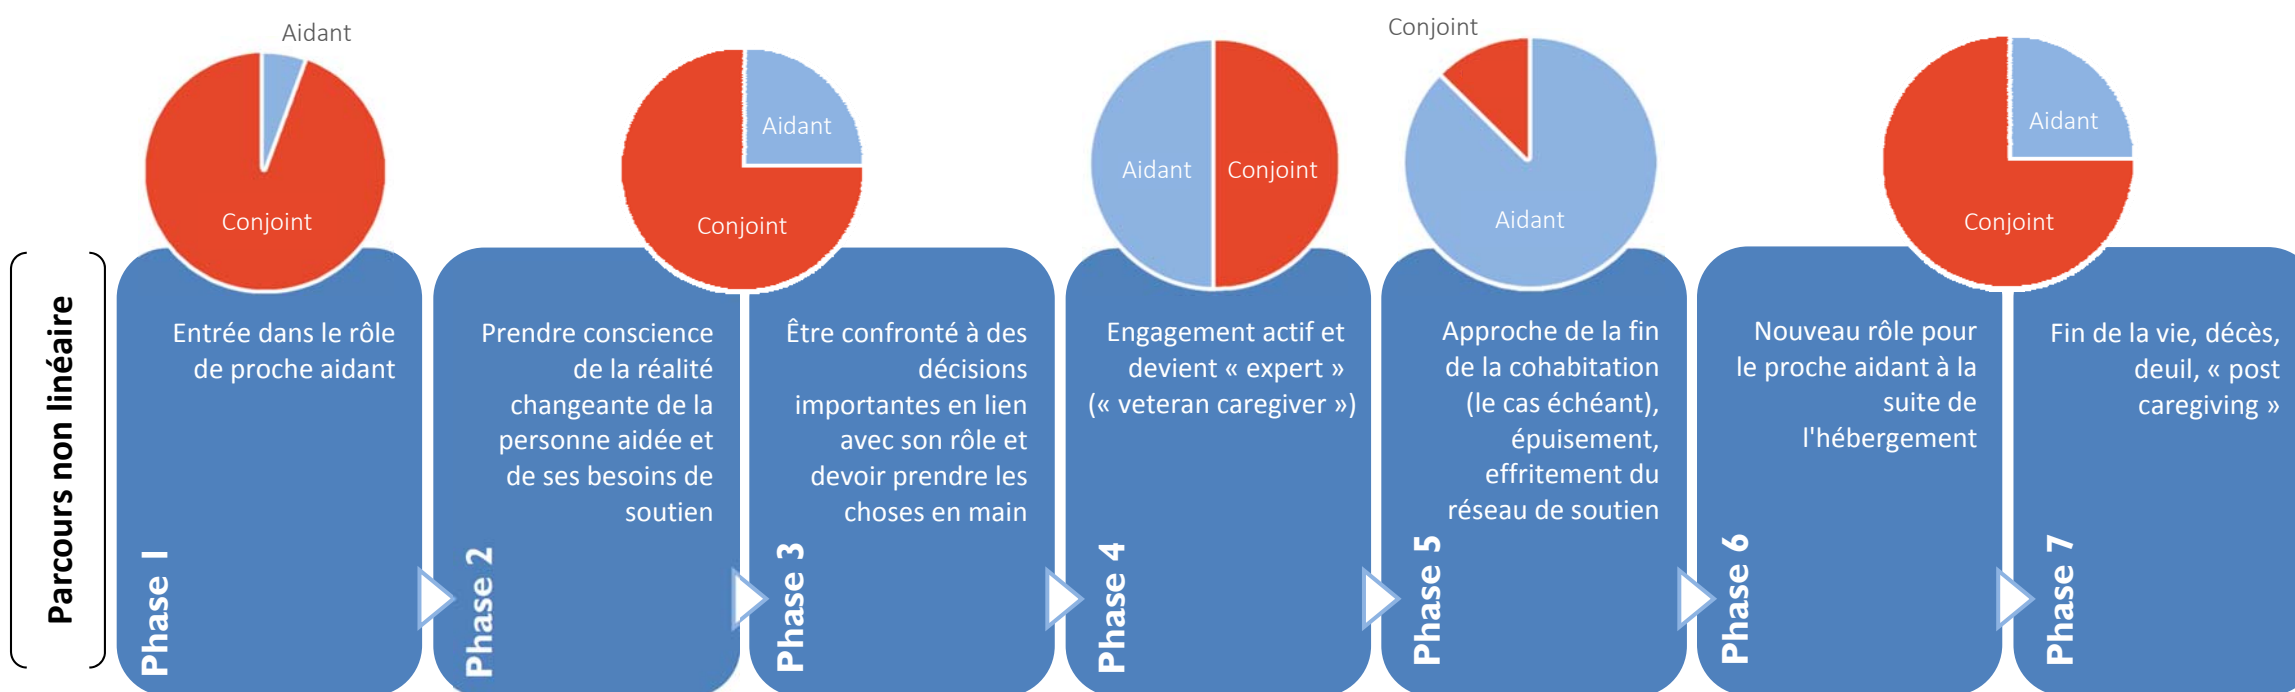 Aidant
Conjoint
Aidant
Conjoint
Aidant
Conjoint
Conjoint
Aidant
Aidant
Conjoint
Parcours non linéaire
Entrée dans le rôle
de proche aidant
Phase 1
Prendre conscience
de la réalité
changeante de la
personne aidée et
de ses besoins de
soutien
Phase 2
Être confronté à des
décisions
importantes en lien
avec son rôle et
devoir prendre les
choses en main
Phase 3
Engagement actif et
devient « expert »
(« veteran caregiver »)
Phase 4
Approche de la fin
de la cohabitation
(le cas échéant),
épuisement,
effritement du
réseau de soutien
Phase 5
Nouveau rôle pour
le proche aidant à la
suite de
l'hébergement
Phase 6
Fin de la vie, décès,
deuil, « post
caregiving »
Phase 7